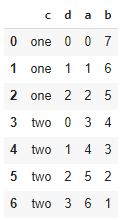 c d a b
0 one 0 0 7
1 one 1 1 6
2 one 2 2 5
3 two 0 3 4
4 two 1 4 3
5 two 2 5 2
6 two 3 6 1